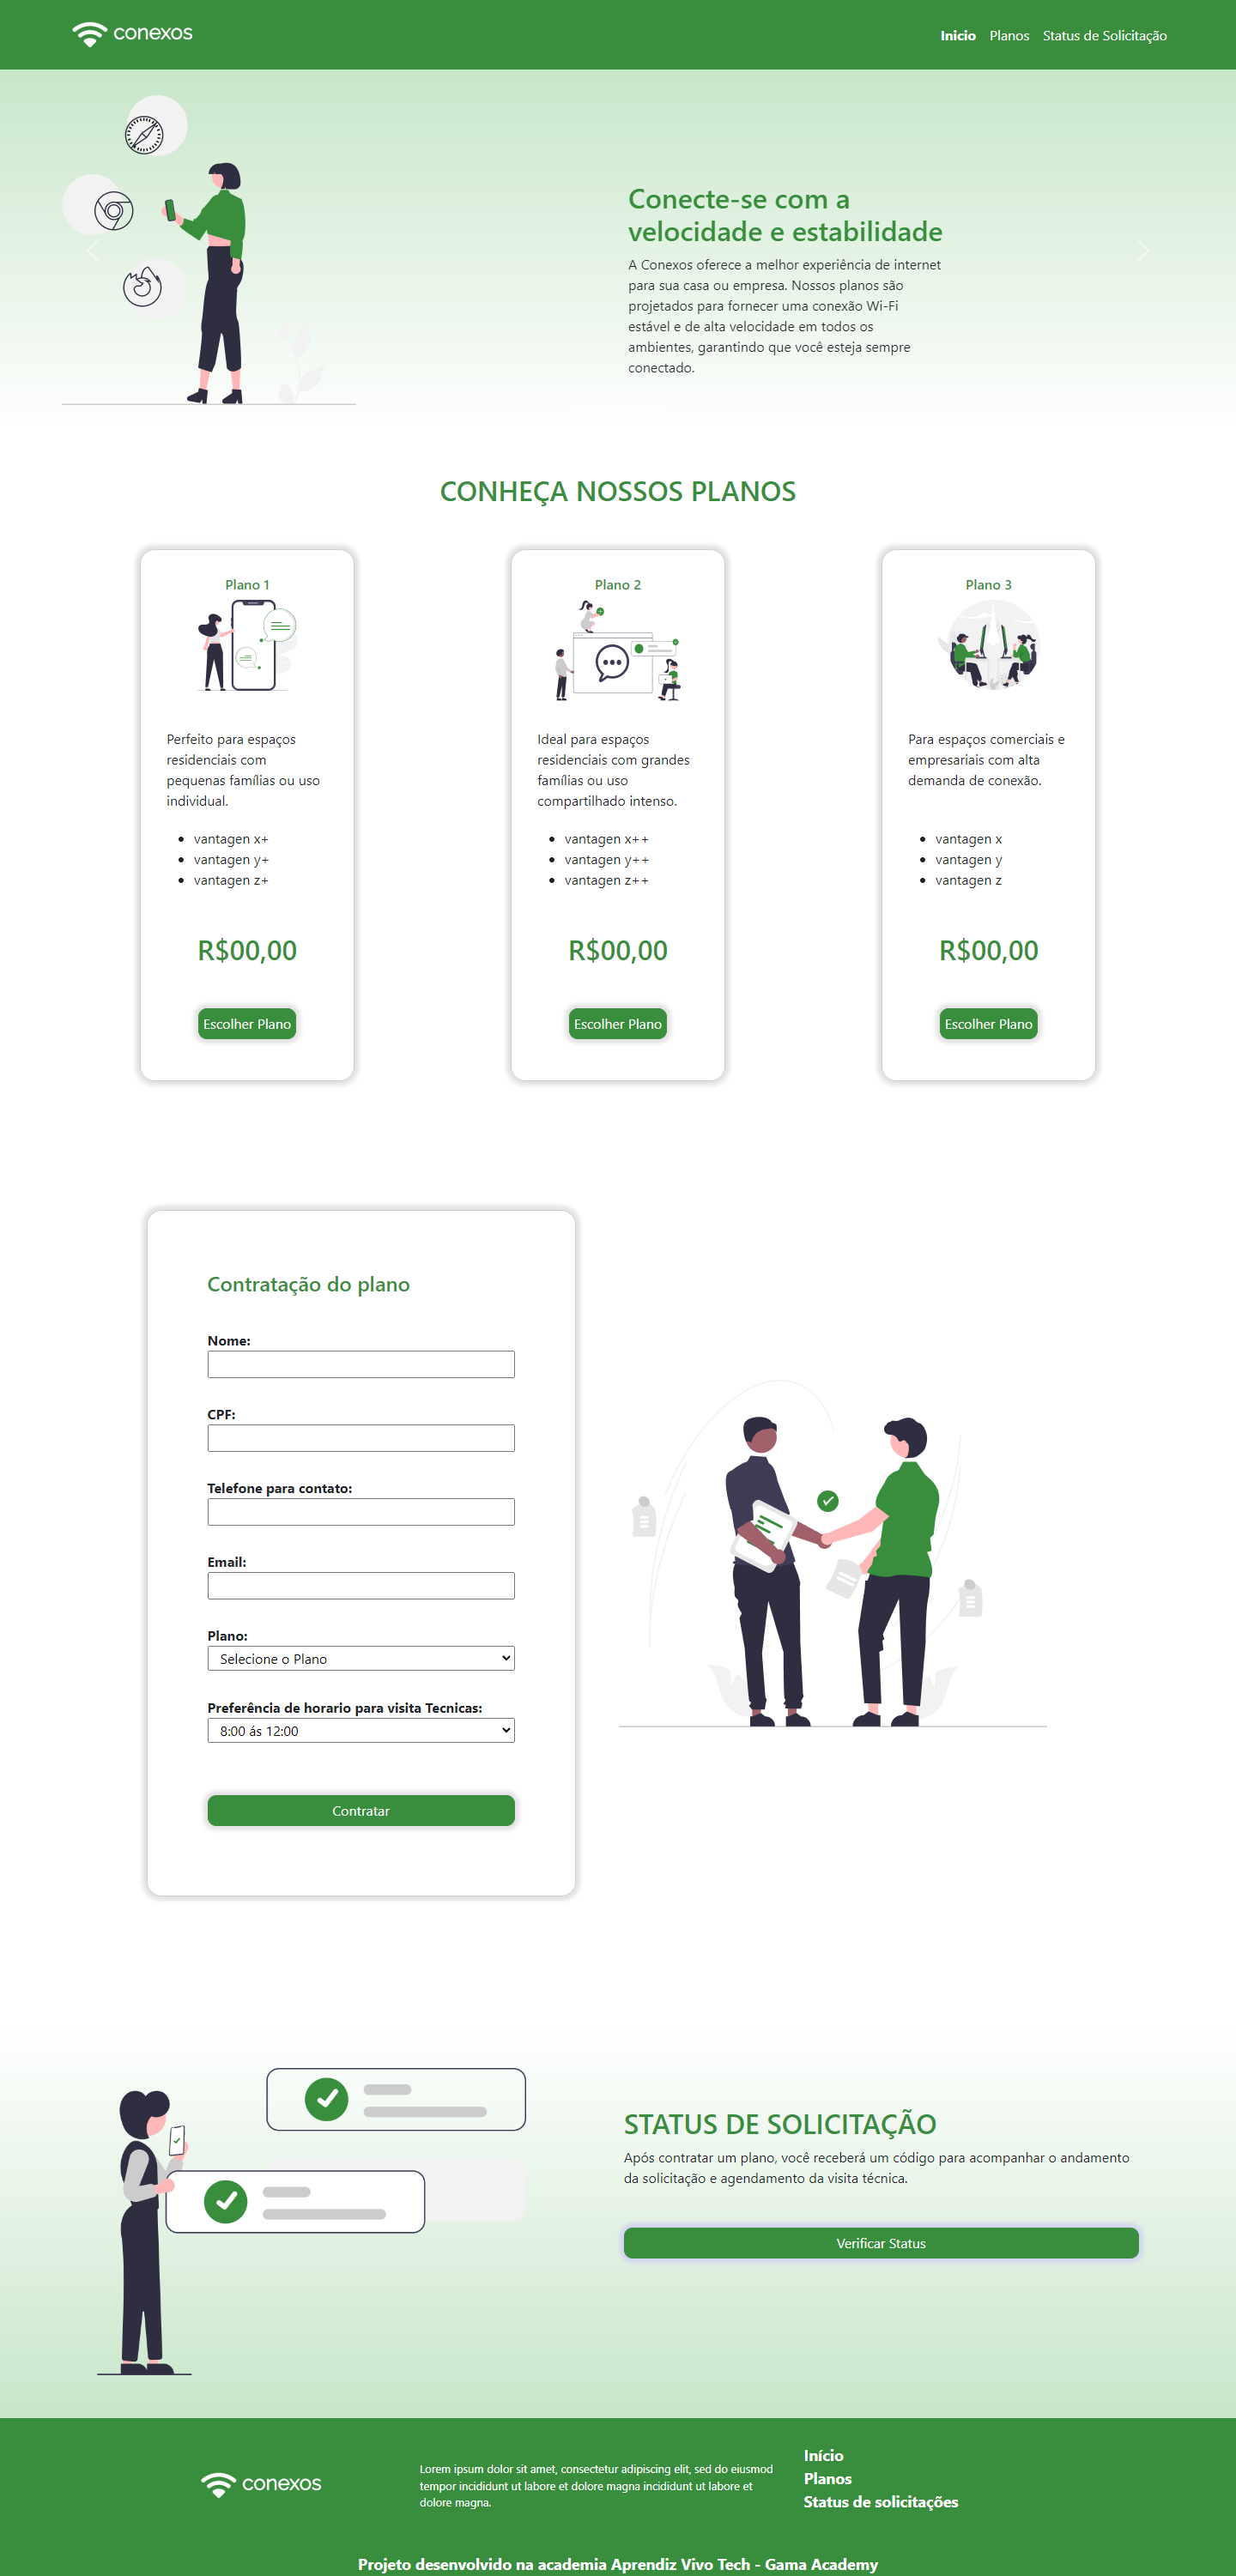 conexos
Inicio Planos Status de Solicitação
Conecte-se com a
velocidade e estabilidade
A Conexos oferece a melhor experiência de internet
para sua casa ou empresa. Nossos planos são
projetados para fornecer uma conexão Wi-Fi
estável e de alta velocidade em todos os
ambientes, garantindo que você esteja sempre
conectado.
CONHEÇA NOSSOS PLANOS
Plano 1
Perfeito para espaços
residenciais com
pequenas famílias ou uso
individual.
vantagen x+
vantagen y+
vantagen z+
R$00,00
Escolher Plano
Plano 2
Ideal para espaços
residenciais com grandes
famílias ou uso
compartilhado intenso.
vantagen x++
vantagen y++
vantagen z++
R$00,00
Escolher Plano
Plano 3
Para espaços comerciais e
empresariais com alta
demanda de conexão.
vantagen x
vantagen y
vantagen z
R$00,00
Escolher Plano
Contratação do plano
Nome:
CPF:
Telefone para contato:
Email:
Plano:
Selecione o Plano
Preferência de horario para visita Tecnicas:
8:00 ás 12:00
Contratar
STATUS DE SOLICITAÇÃO
Após contratar um plano, você receberá um código para acompanhar o andamento
da solicitação e agendamento da visita técnica.
Verificar Status
conexos
Lorem ipsum dolor sit amet, consectetur adipiscing elit, sed do eiusmod
tempor incididunt ut labore et dolore magna incididunt ut labore et
dolore magna.
Início
Planos
Status de solicitações
Projeto desenvolvido na academia Aprendiz Vivo Tech - Gama Academy